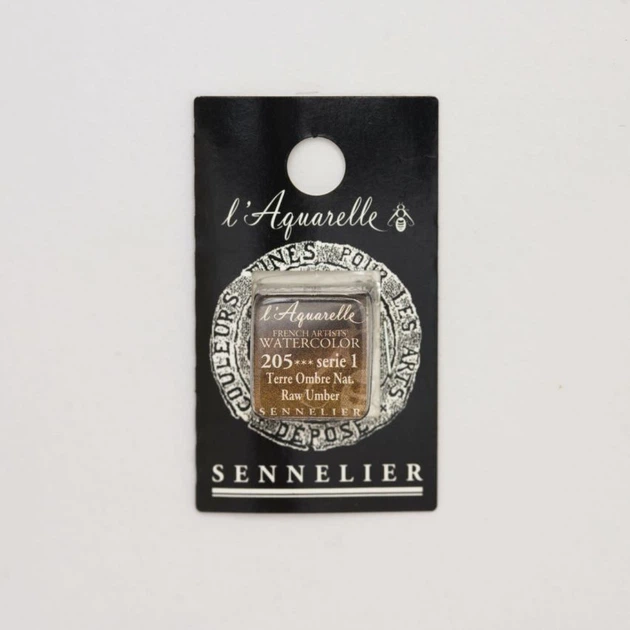 l'Aquarelle
COULEURS FINES POUR LES ARTS
DÉPOSÉ
l'Aquarelle
FRENCH ARTISTS'
WATERCOLOR
205*** serie 1
Terre Ombre Nat.
Raw Umber
SENNELIER
SENNELIER